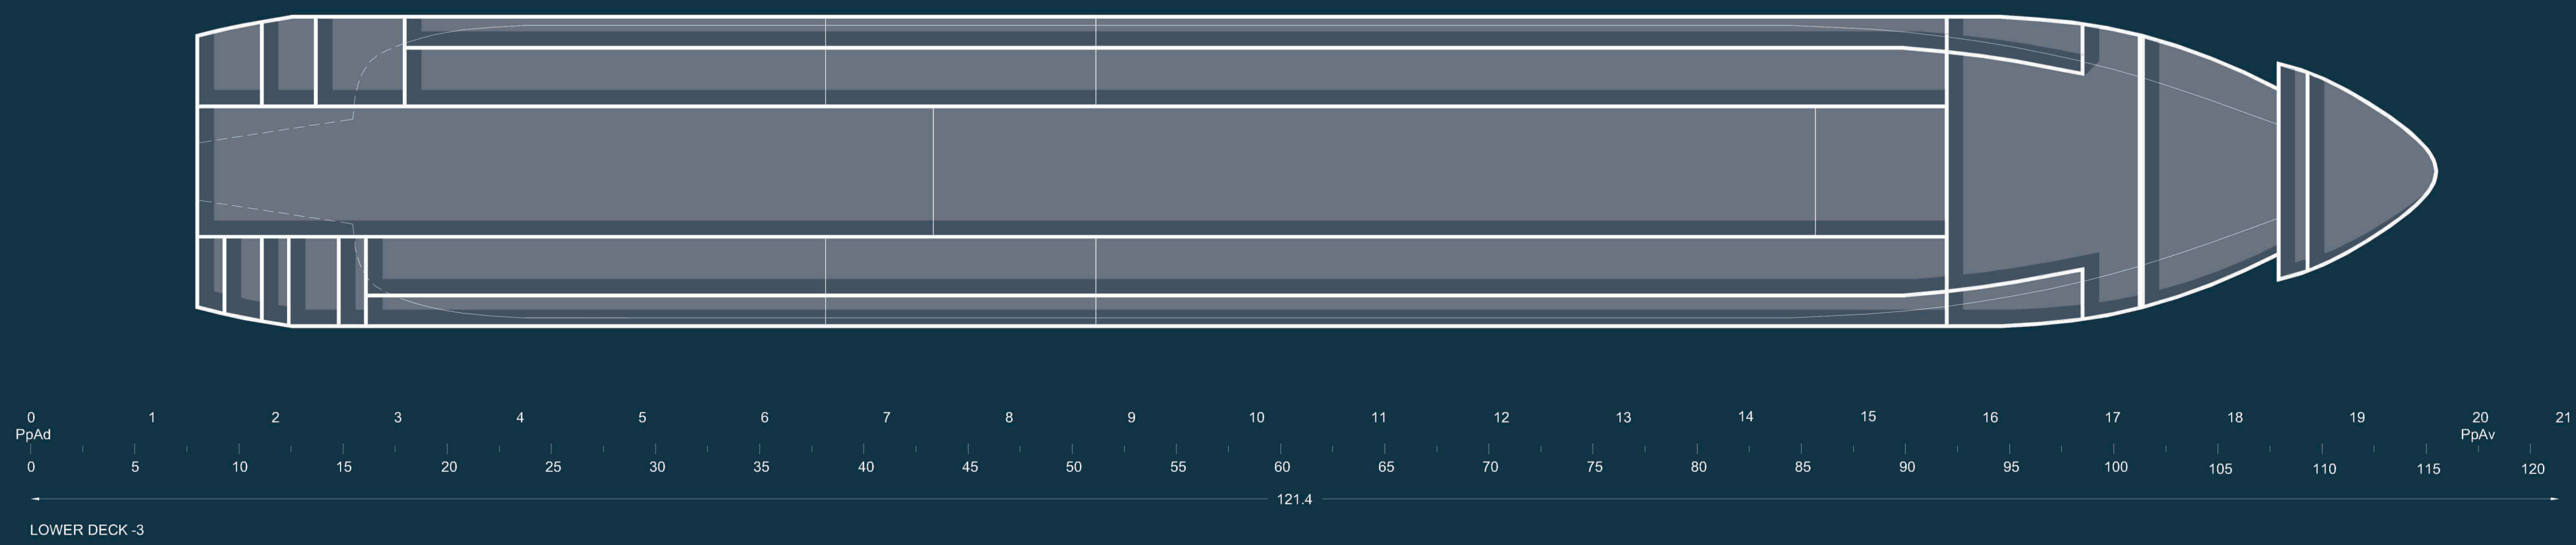 0 1 2 3 4 5 6 7 8 9 10 11 12 13 14 15 16 17 18 19 20 21
PpAd PpAv
0 5 10 15 20 25 30 35 40 45 50 55 60 65 70 75 80 85 90 95 100 105 110 115 120
121.4
LOWER DECK -3